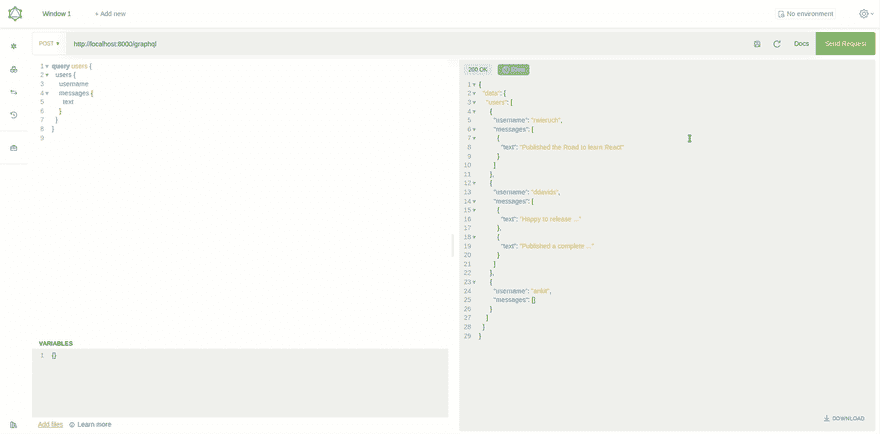 Window 1
+ Add new
No environment
POST ▾
http://localhost:8000/graphql
Docs
Send Request
1 query users {
2 users {
3 username
4 messages {
5 text
6 }
7 }
8 }
9
VARIABLES
1 {}
Add files
Learn more
200 OK
1 {
2 "data": {
3 "users": [
4 {
5 "username": "rwieruch",
6 "messages": [
7 {
8 "text": "Published the Road to learn React"
9 }
10 ]
11 },
12 {
13 "username": "ddavids",
14 "messages": [
15 {
16 "text": "Happy to release ..."
17 },
18 {
19 "text": "Published a complete ..."
20 }
21 ]
22 },
23 {
24 "username": "ankit",
25 "messages": []
26 }
27 ]
28 }
29 }
DOWNLOAD